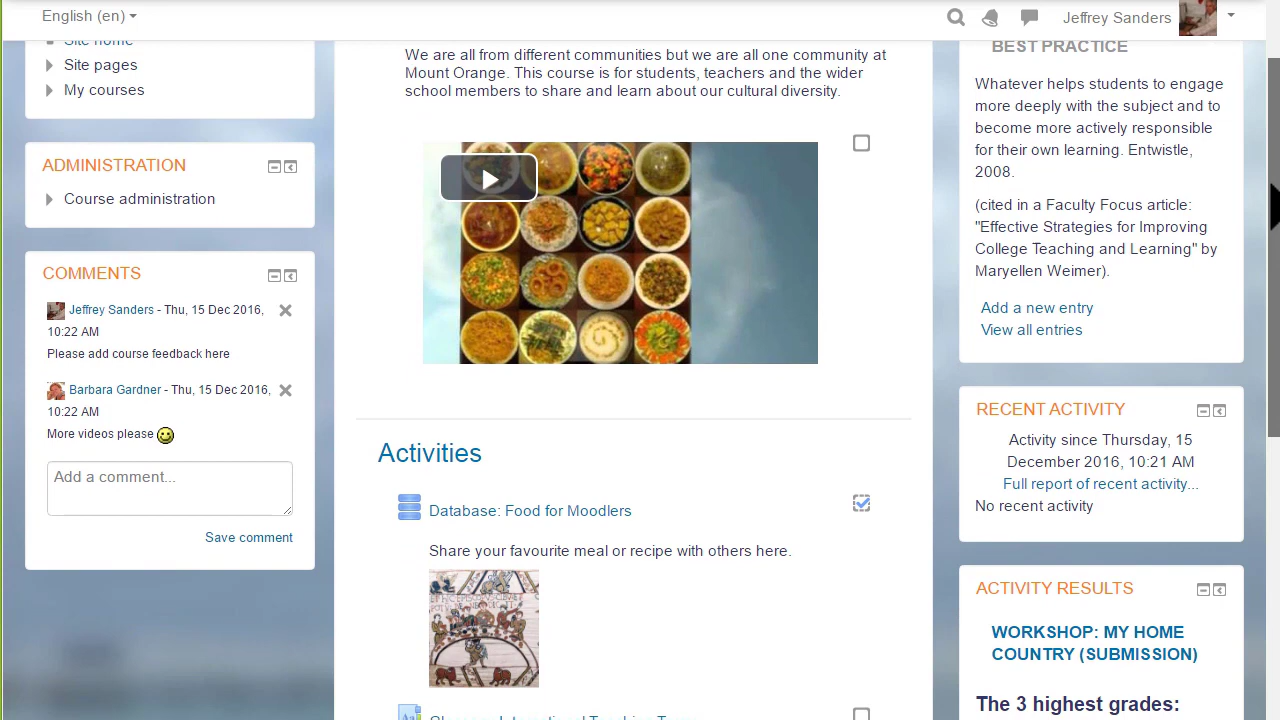 English (en)
Jeffrey Sanders
Site home
Site pages
My courses
ADMINISTRATION
Course administration
COMMENTS
Jeffrey Sanders - Thu, 15 Dec 2016,
10:22 AM
Please add course feedback here
Barbara Gardner - Thu, 15 Dec 2016,
10:22 AM
More videos please
Add a comment...
Save comment
We are all from different communities but we are all one community at
Mount Orange. This course is for students, teachers and the wider
school members to share and learn about our cultural diversity.
Activities
Database: Food for Moodlers
Share your favourite meal or recipe with others here.
BEST PRACTICE
Whatever helps students to engage
more deeply with the subject and to
become more actively responsible
for their own learning. Entwistle,
2008.
(cited in a Faculty Focus article:
"Effective Strategies for Improving
College Teaching and Learning" by
Maryellen Weimer).
Add a new entry
View all entries
RECENT ACTIVITY
Activity since Thursday, 15
December 2016, 10:21 AM
Full report of recent activity...
No recent activity
ACTIVITY RESULTS
WORKSHOP: MY HOME
COUNTRY (SUBMISSION)
The 3 highest grades: